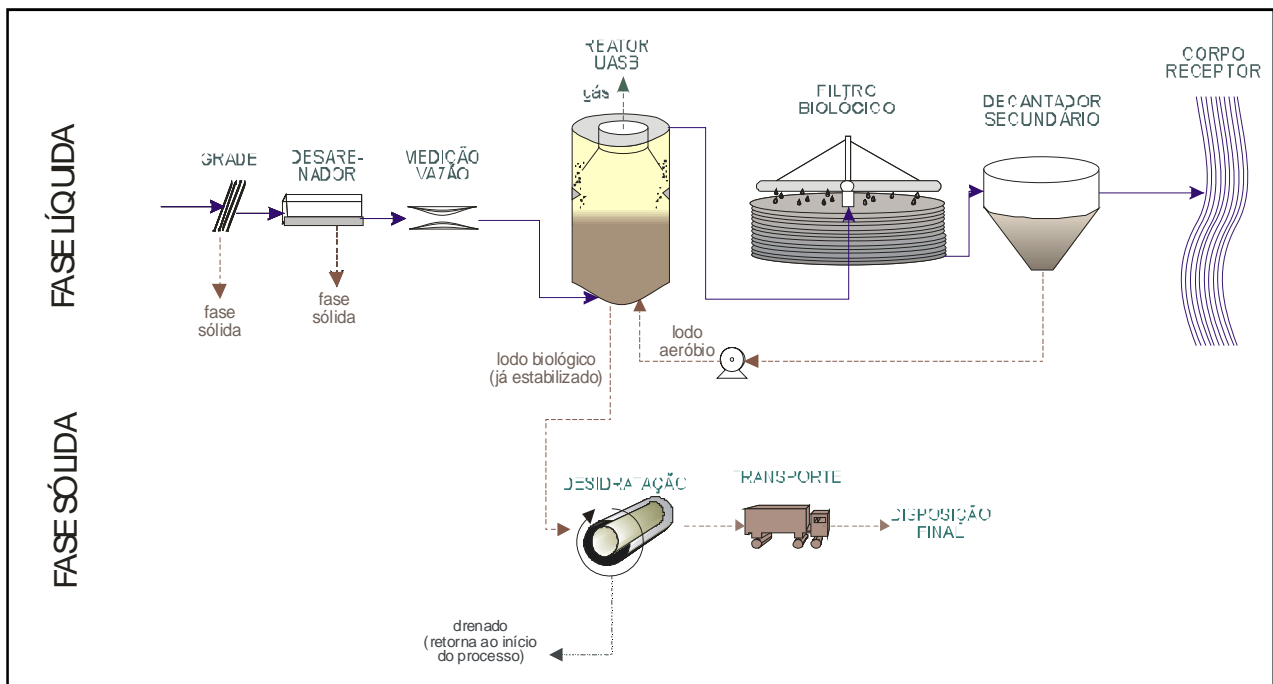 FASE LÍQUIDA
GRADE
DESARE-
NADOR
MEDIÇÃO
VAZÃO
REATOR
UASB
gás
FILTRO
BIOLÓGICO
DECANTADOR
SECUNDÁRIO
CORPO
RECEPTOR
fase
sólida
fase
sólida
lodo biológico
(já estabilizado)
lodo
aeróbio
FASE SÓLIDA
DESIDRATAÇÃO
TRANSPORTE
DISPOSIÇÃO
FINAL
drenado
(retorna ao início
do processo)